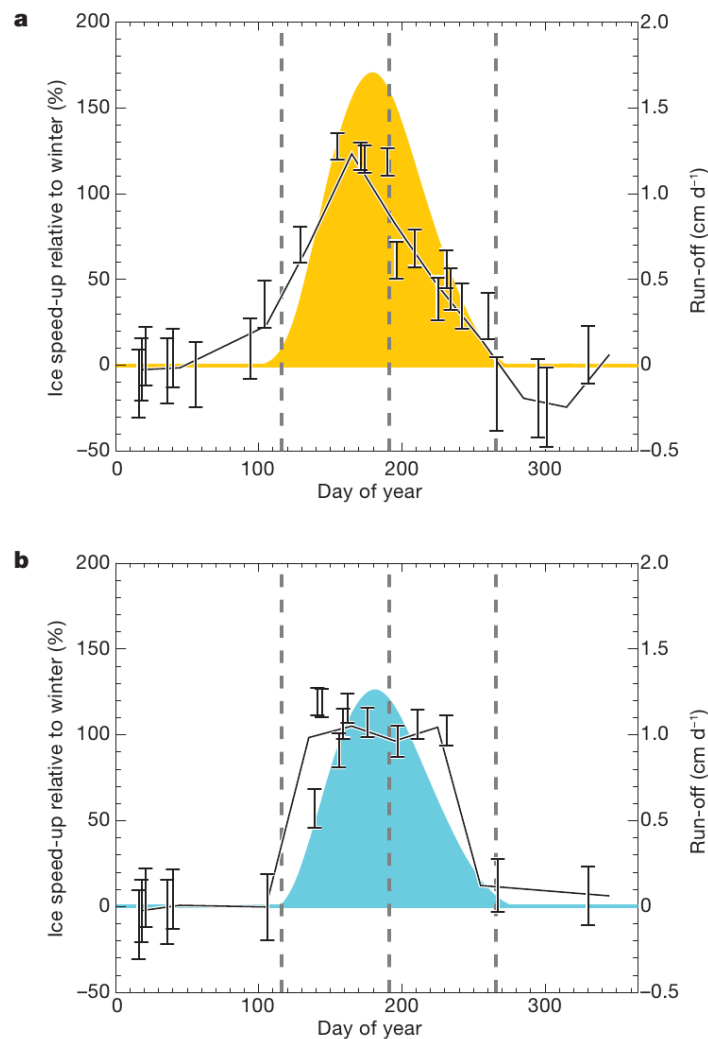 a
200
150
100
50
0
–50
2.0
1.5
1.0
0.5
0
–0.5
Ice speed-up relative to winter (%)
Run-off (cm d⁻¹)
0 100 200 300
Day of year
b
200
150
100
50
0
–50
2.0
1.5
1.0
0.5
0
–0.5
Ice speed-up relative to winter (%)
Run-off (cm d⁻¹)
0 100 200 300
Day of year